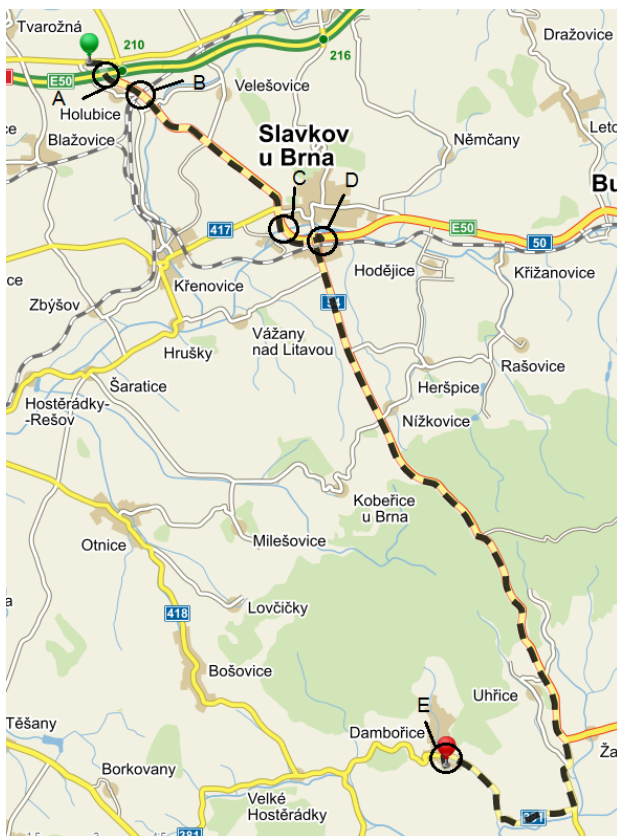 Tvarožná
210
216
Dražovice
E50
A
B
Velešovice
Holubice
Blažovice
Slavkov
u Brna
Němčany
C
D
417
E50
50
Křenovice
Hodějice
Křižanovice
Zbýšov
Hrušky
Vážany
nad Litavou
Rašovice
Šaratice
Heršpice
Hostěrádky-
-Rešov
Nížkovice
Kobeřice
u Brna
Otnice
Milešovice
Lovčičky
418
Bošovice
Uhřice
E
Dambořice
Těšany
Borkovany
Velké
Hostěrádky
381